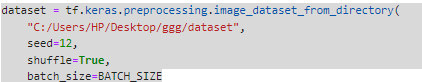 dataset = tf.keras.preprocessing.image_dataset_from_directory(
"C:/Users/HP/Desktop/ggg/dataset",
seed=12,
shuffle=True,
batch_size=BATCH_SIZE